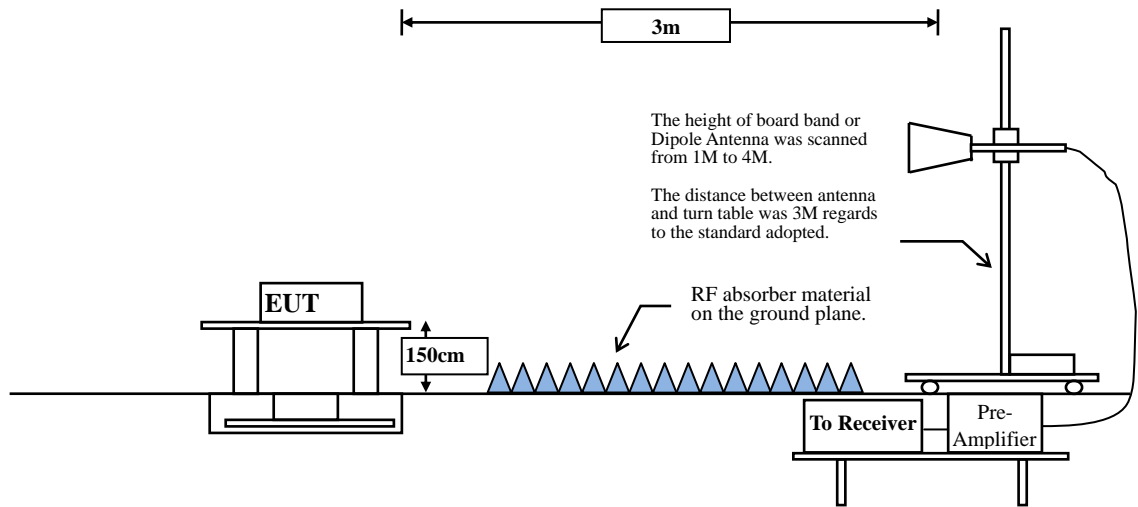 3m
The height of board band or
Dipole Antenna was scanned
from 1M to 4M.
The distance between antenna
and turn table was 3M regards
to the standard adopted.
EUT
RF absorber material
on the ground plane.
150cm
To Receiver
Pre-
Amplifier